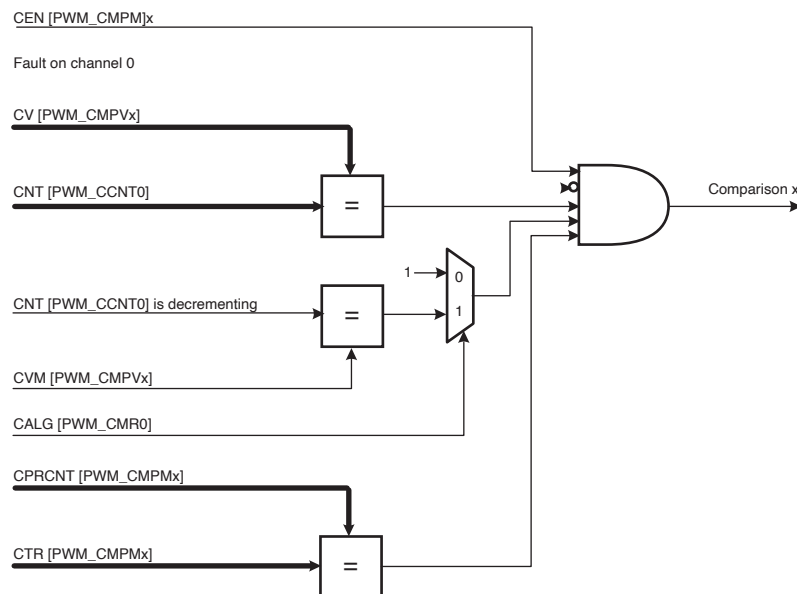 CEN [PWM_CMPM]x
Fault on channel 0
CV [PWM_CMPVx]
CNT [PWM_CCNT0]
=
Comparison x
1
0
CNT [PWM_CCNT0] is decrementing
=
1
CVM [PWM_CMPVx]
CALG [PWM_CMR0]
CPRCNT [PWM_CMPMx]
CTR [PWM_CMPMx]
=